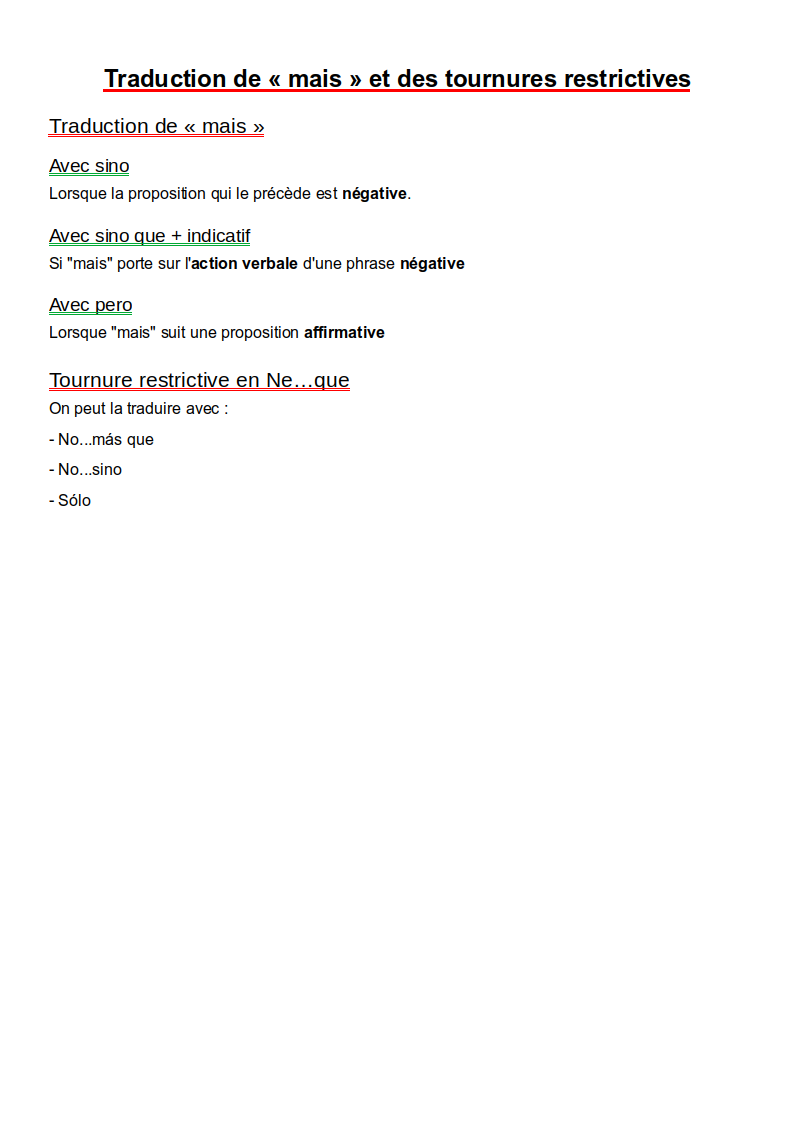 Traduction de « mais » et des tournures restrictives
Traduction de « mais »
Avec sino
Lorsque la proposition qui le précède est négative.
Avec sino que + indicatif
Si "mais" porte sur l'action verbale d'une phrase négative
Avec pero
Lorsque "mais" suit une proposition affirmative
Tournure restrictive en Ne…que
On peut la traduire avec :
- No...más que
- No...sino
- Sólo